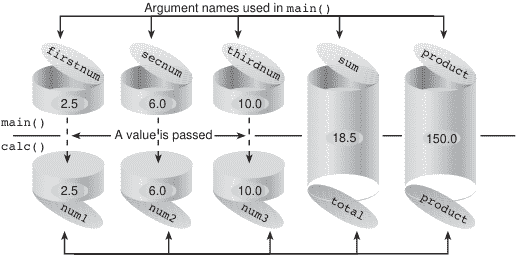 Argument names used in main()
firstnum secnum thirdnum sum product
2.5 6.0 10.0
main()
A value is passed 18.5 150.0
calc()
2.5 6.0 10.0
num1 num2 num3 total product